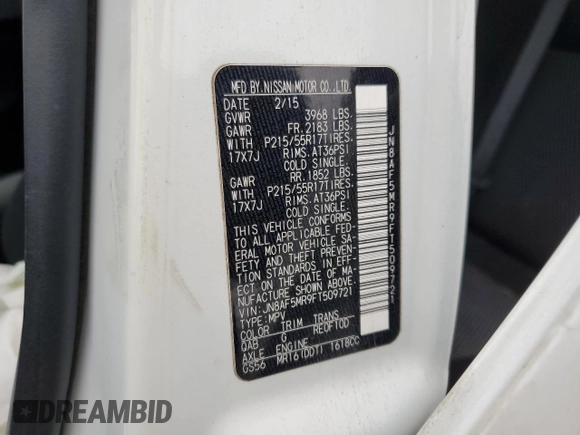 MFD BY NISSAN MOTOR CO.,LTD.
DATE 2/15
GVWR 3968 LBS.
GAWR FR. 2183 LBS.
WITH P215/55R17TIRES,
17X7J RIMS, AT36PSI
COLD SINGLE.
GAWR RR. 1852 LBS.
WITH P215/55R17TIRES,
17X7J RIMS, AT36PSI
COLD SINGLE.
THIS VEHICLE CONFORMS
TO ALL APPLICABLE FED-
ERAL MOTOR VEHICLE SA-
FETY AND THEFT PREVEN-
TION STANDARDS IN EFF-
ECT ON THE DATE OF MA-
NUFACTURE SHOWN ABOVE.
VIN:JN8AF5MR9FT509721
TYPE:MPV
COLOR TRIM TRANS
QAB G RE0FTOD
AXLE ENGINE
GS56 MR16(DDT) 1618CC
JN8AF5MR9FT509721
DREAMBID